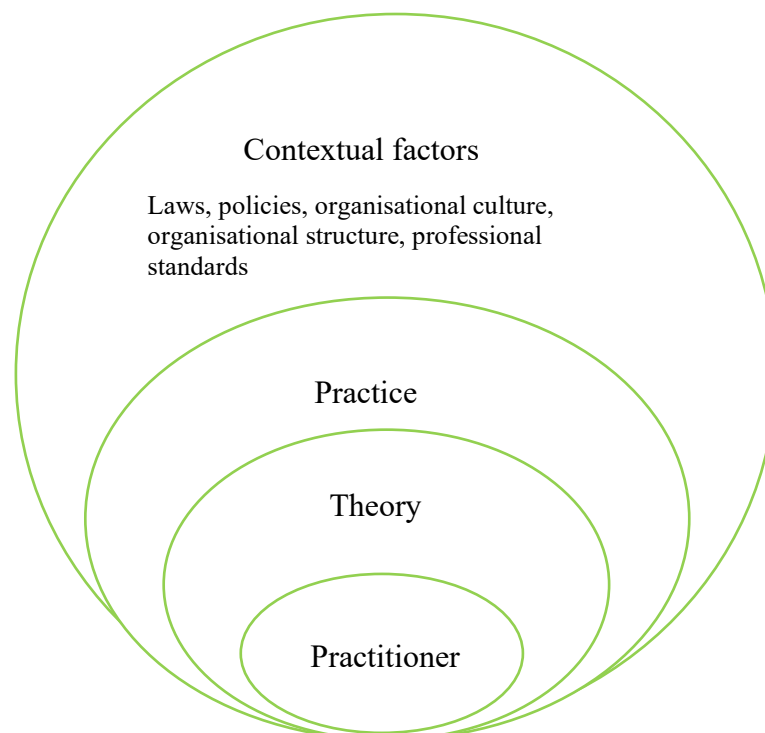 Contextual factors
Laws, policies, organisational culture,
organisational structure, professional
standards
Practice
Theory
Practitioner